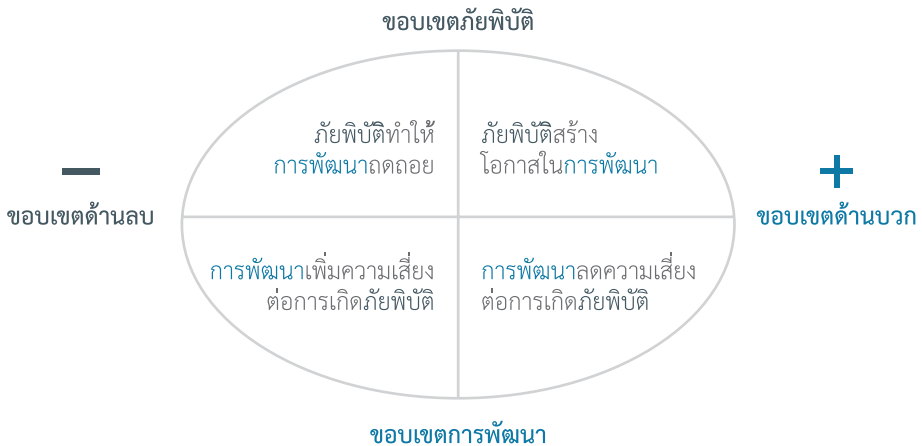 ขอบเขตภัยพิบัติ
ภัยพิบัติทำให้
การพัฒนาถดถอย
ภัยพิบัติสร้าง
โอกาสในการพัฒนา
−
ขอบเขตด้านลบ
+
ขอบเขตด้านบวก
การพัฒนาเพิ่มความเสี่ยง
ต่อการเกิดภัยพิบัติ
การพัฒนาลดความเสี่ยง
ต่อการเกิดภัยพิบัติ
ขอบเขตการพัฒนา